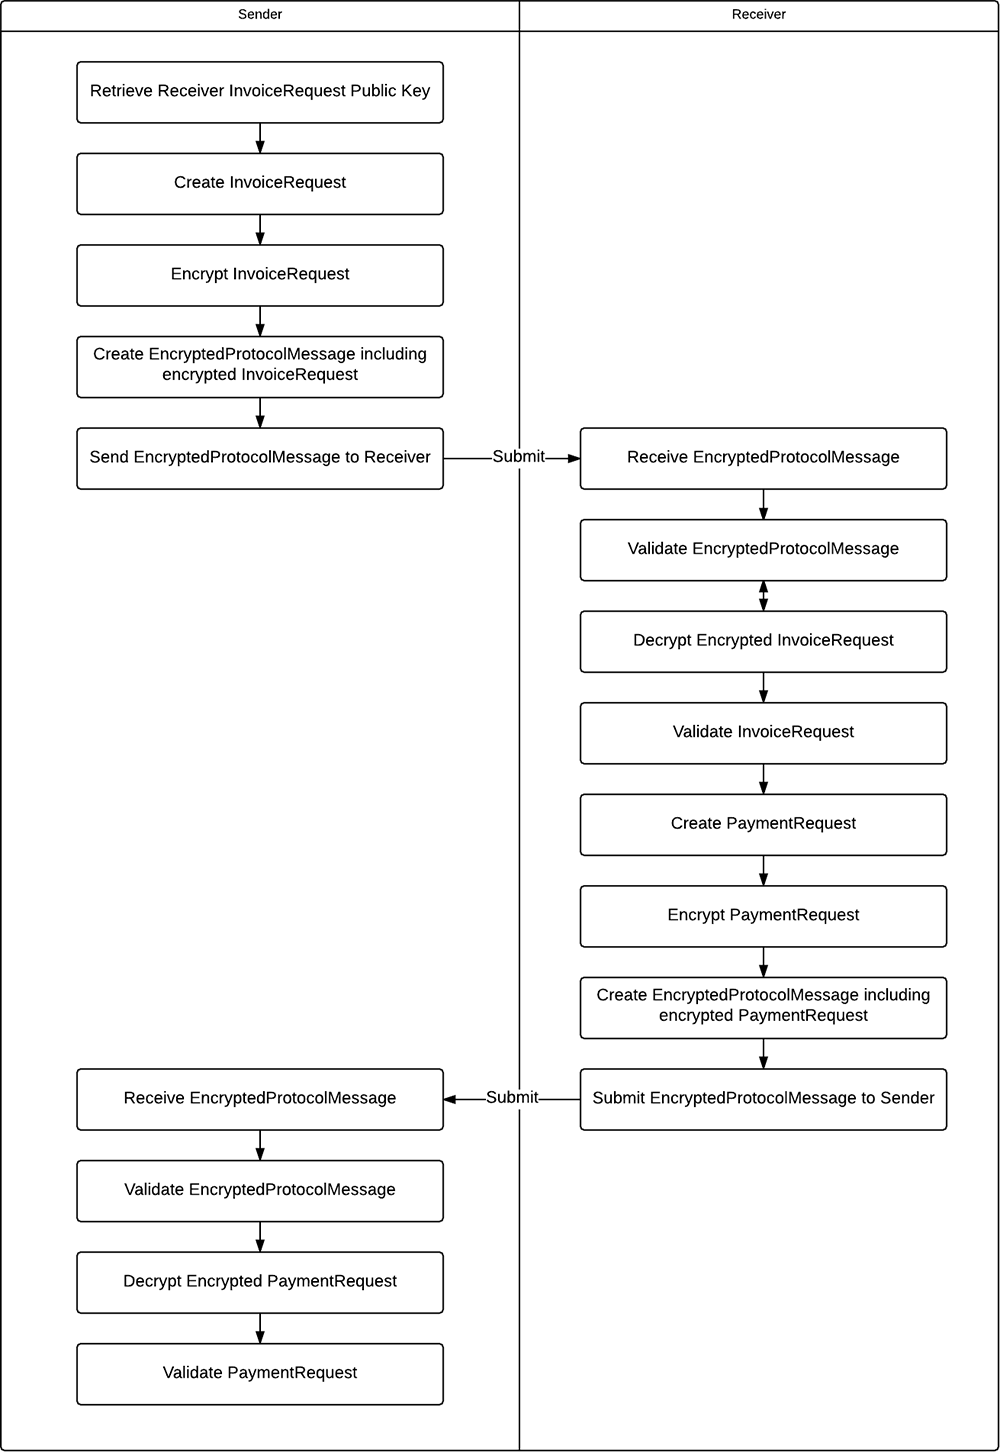 Sender
Receiver
Retrieve Receiver InvoiceRequest Public Key
Create InvoiceRequest
Encrypt InvoiceRequest
Create EncryptedProtocolMessage including
encrypted InvoiceRequest
Send EncryptedProtocolMessage to Receiver
Submit
Receive EncryptedProtocolMessage
Validate EncryptedProtocolMessage
Decrypt Encrypted InvoiceRequest
Validate InvoiceRequest
Create PaymentRequest
Encrypt PaymentRequest
Create EncryptedProtocolMessage including
encrypted PaymentRequest
Submit EncryptedProtocolMessage to Sender
Submit
Receive EncryptedProtocolMessage
Validate EncryptedProtocolMessage
Decrypt Encrypted PaymentRequest
Validate PaymentRequest